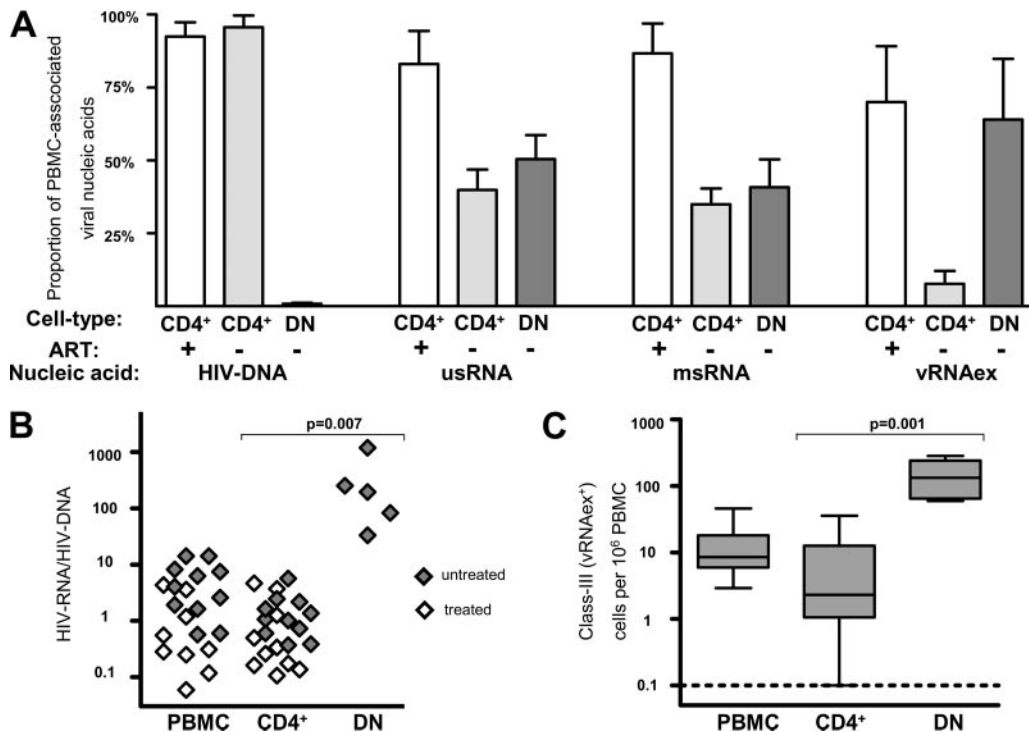 A
Proportion of PBMC-asscociated
viral nucleic acids
100%
75%
50%
25%
Cell-type: CD4⁺ CD4⁺ DN CD4⁺ CD4⁺ DN CD4⁺ CD4⁺ DN CD4⁺ CD4⁺ DN
ART: + - - + - - + - - + - -
Nucleic acid: HIV-DNA usRNA msRNA vRNAex
B
p=0.007
HIV-RNA/HIV-DNA
1000
100
10
1
0.1
PBMC CD4⁺ DN
untreated
treated
C
p=0.001
Class-III (vRNAex⁺)
cells per 10⁶ PBMC
1000
100
10
1
0.1
PBMC CD4⁺ DN